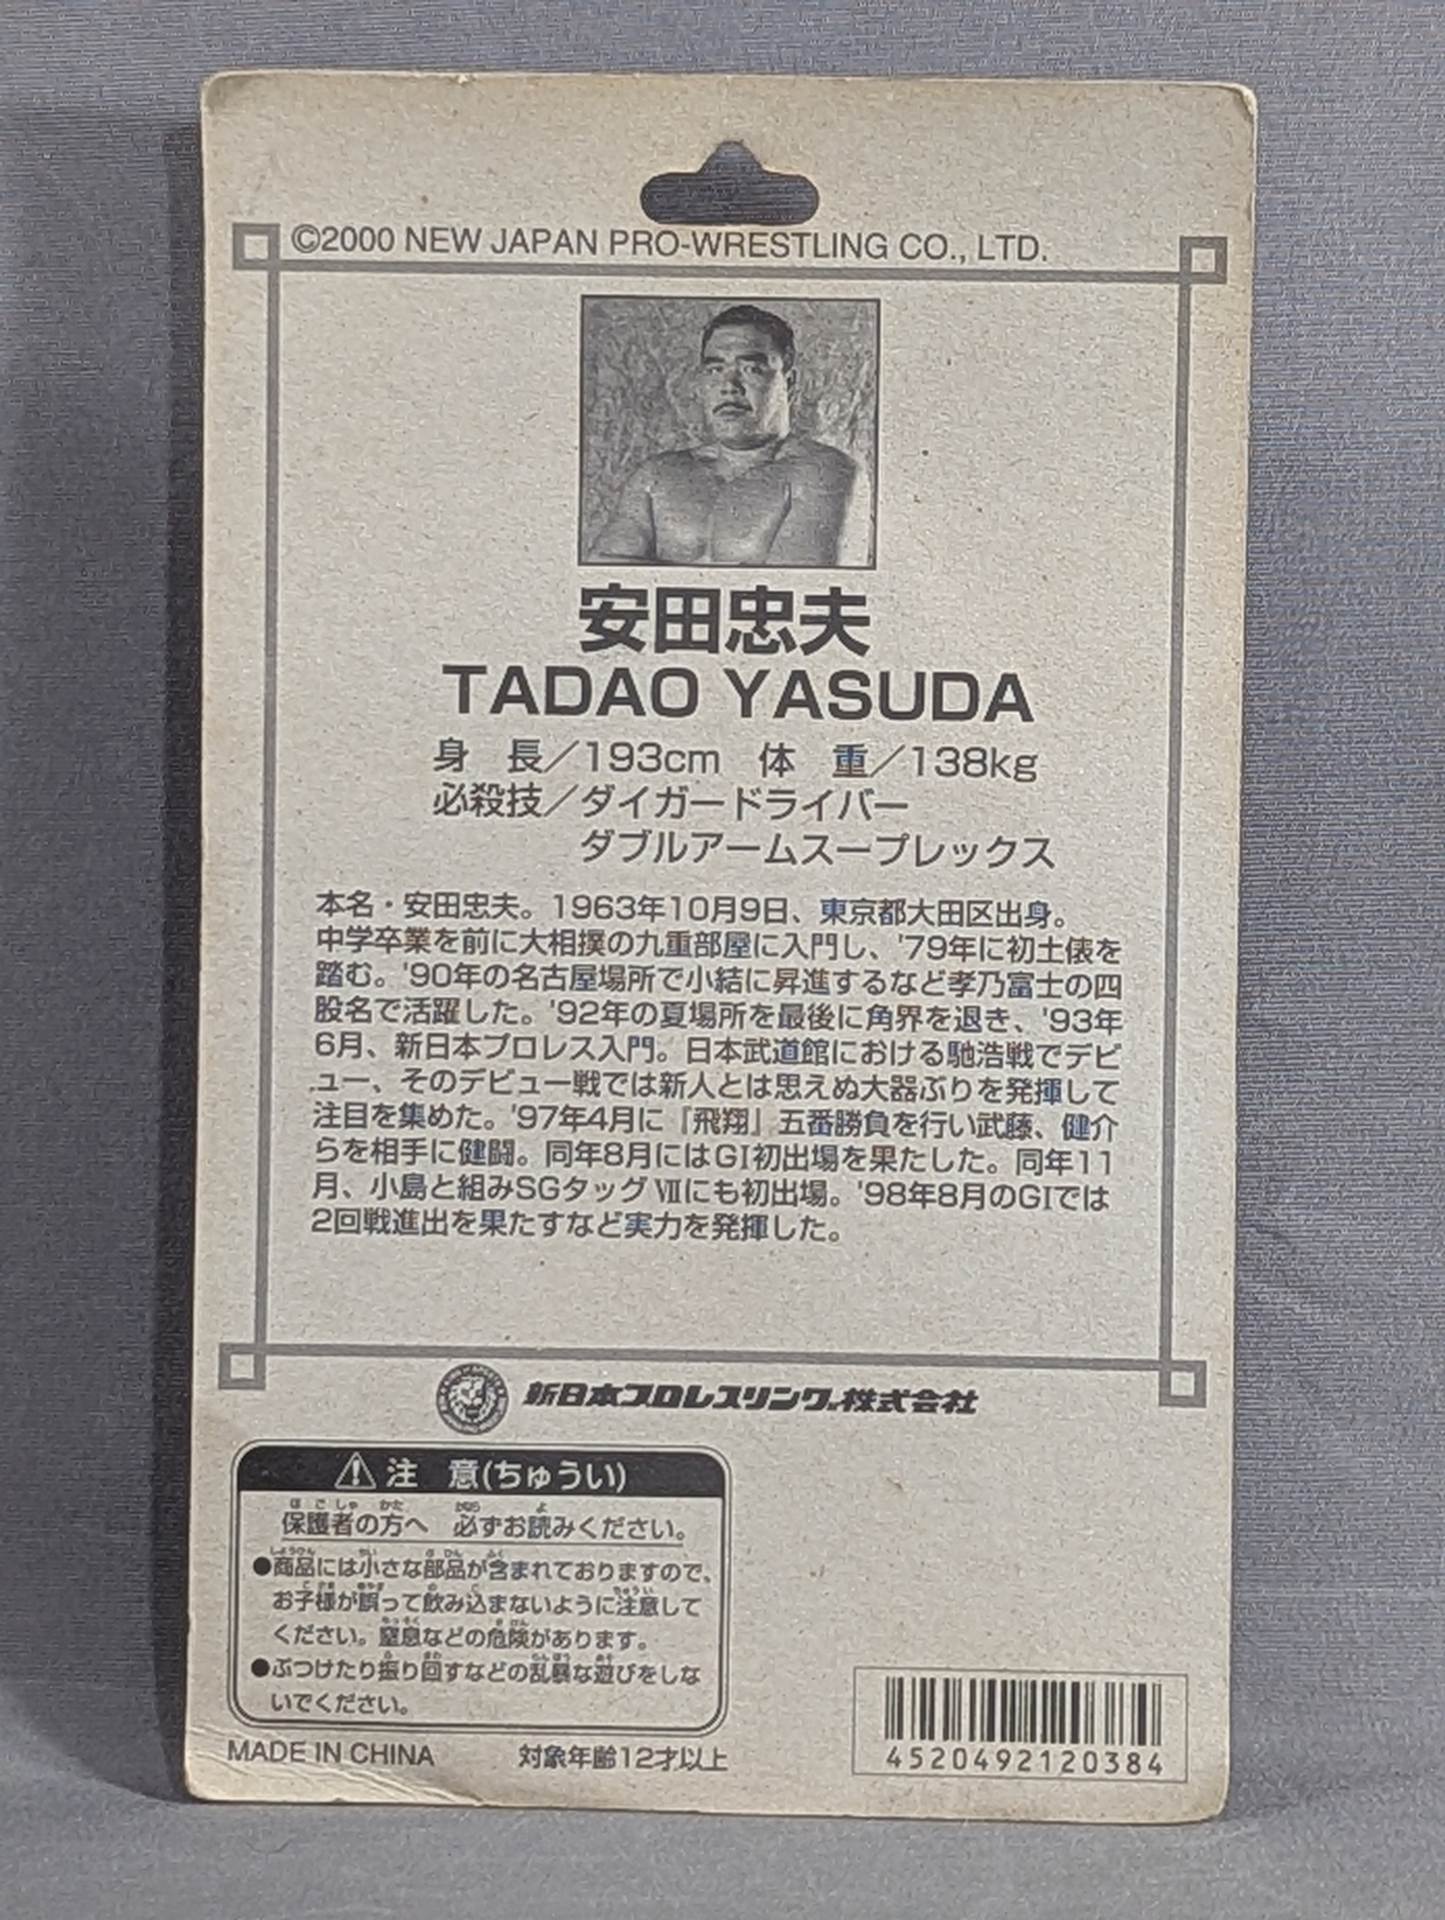 ©2000 NEW JAPAN PRO-WRESTLING CO., LTD.
安田忠夫
TADAO YASUDA
身 長／193cm 体 重／138kg
必殺技／ダイガードライバー
ダブルアームスープレックス
本名・安田忠夫。1963年10月9日、東京都大田区出身。
中学卒業を前に大相撲の九重部屋に入門し、'79年に初土俵を
踏む。'90年の名古屋場所で小結に昇進するなど孝乃富士の四
股名で活躍した。'92年の夏場所を最後に角界を退き、'93年
6月、新日本プロレス入門。日本武道館における馳浩戦でデビ
ュー、そのデビュー戦では新人とは思えぬ大器ぶりを発揮して
注目を集めた。'97年4月に『飛翔』五番勝負を行い武藤、健介
らを相手に健闘。同年8月にはGI初出場を果たした。同年11
月、小島と組みSGタッグⅦにも初出場。'98年8月のGIでは
2回戦進出を果たすなど実力を発揮した。
新日本プロレスリング株式会社
⚠注 意(ちゅうい)
保護者の方へ 必ずお読みください。
●商品には小さな部品が含まれておりますので、
お子様が誤って飲み込まないように注意して
ください。窒息などの危険があります。
●ぶつけたり振り回すなどの乱暴な遊びをしな
いでください。
MADE IN CHINA 対象年齢12才以上
4520492120384